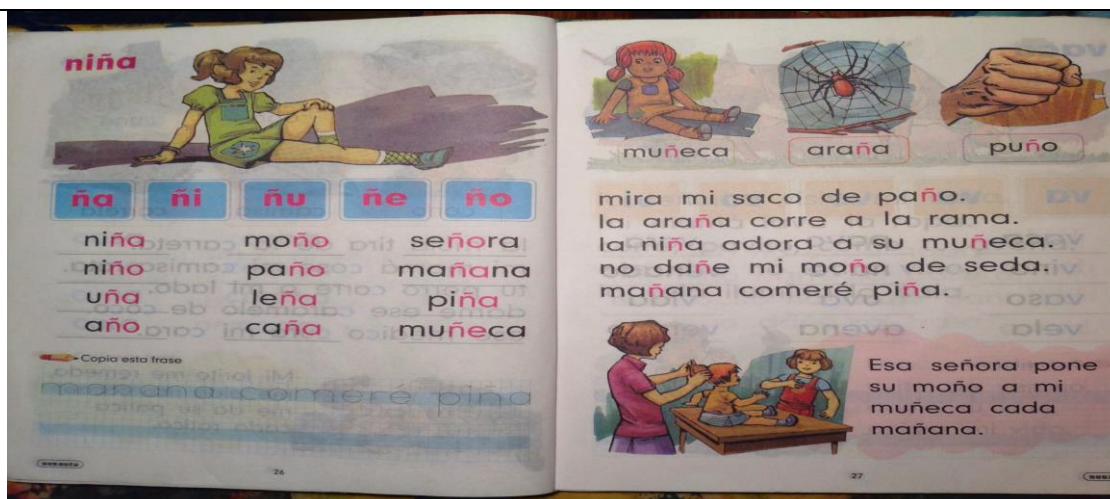 niña
ña ñi ñu ñe ño
niña moño señora
niño paño mañana
uña leña piña
año caña muñeca
Copia esta frase
mañana comeré piña
26
muñeca araña puño
mira mi saco de paño.
la araña corre a la rama.
la niña adora a su muñeca.
no dañe mi moño de seda.
mañana comeré piña.
Esa señora pone
su moño a mi
muñeca cada
mañana.
27